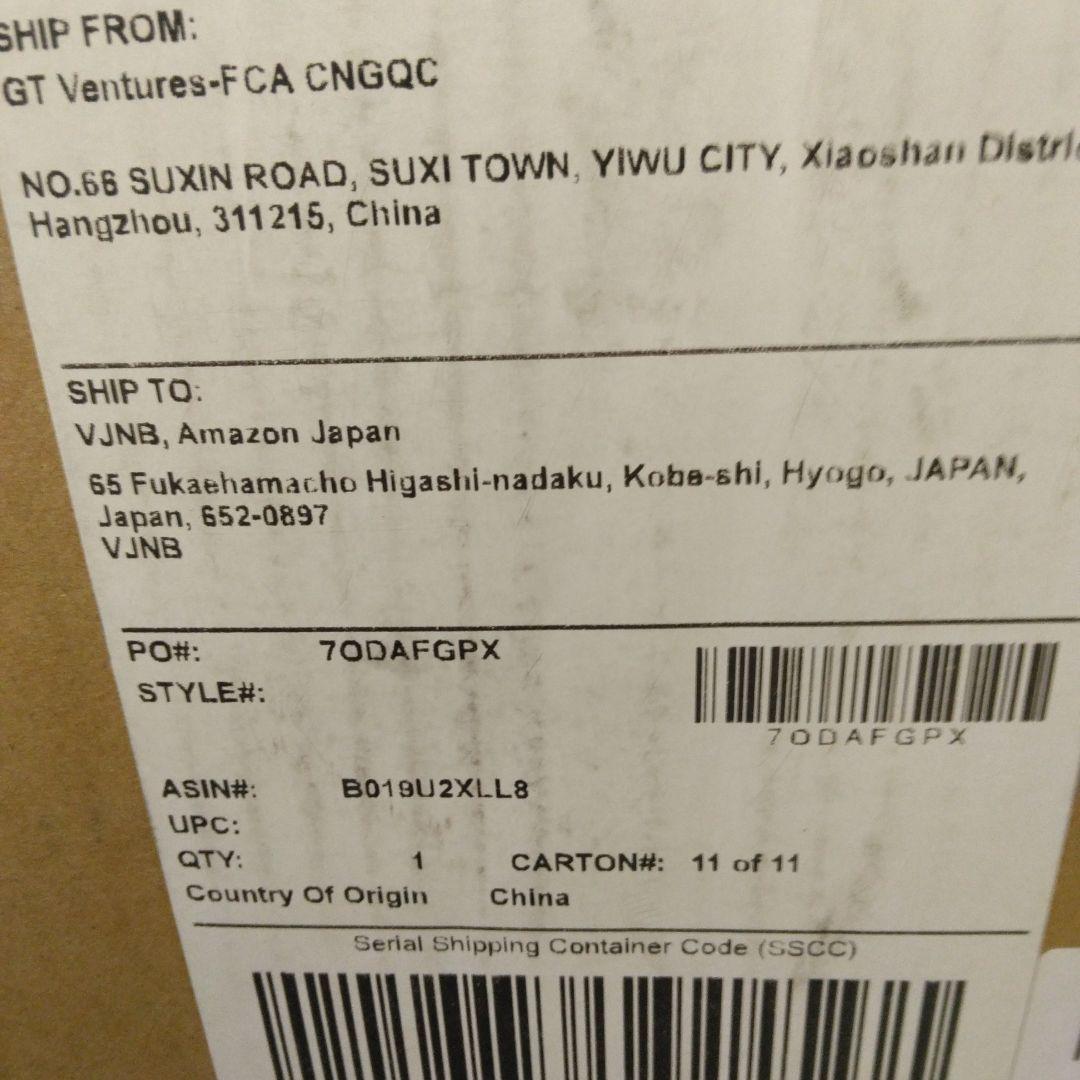 SHIP FROM:
GT Ventures-FCA CNGQC
NO.66 SUXIN ROAD, SUXI TOWN, YIWU CITY, Xiaoshan
Hangzhou, 311215, China
SHIP TO:
VJNB, Amazon Japan
65 Fukaehamacho Higashi-nadaku, Kobe-shi, Hyogo, JAPAN,
Japan, 652-0897
VJNB
PO#: 7ODAFGPX
STYLE#:
7ODAFGPX
ASIN#: B019U2XLL8
UPC:
QTY: 1 CARTON#: 11 of 11
Country Of Origin China
Serial Shipping Container Code (SSCC)